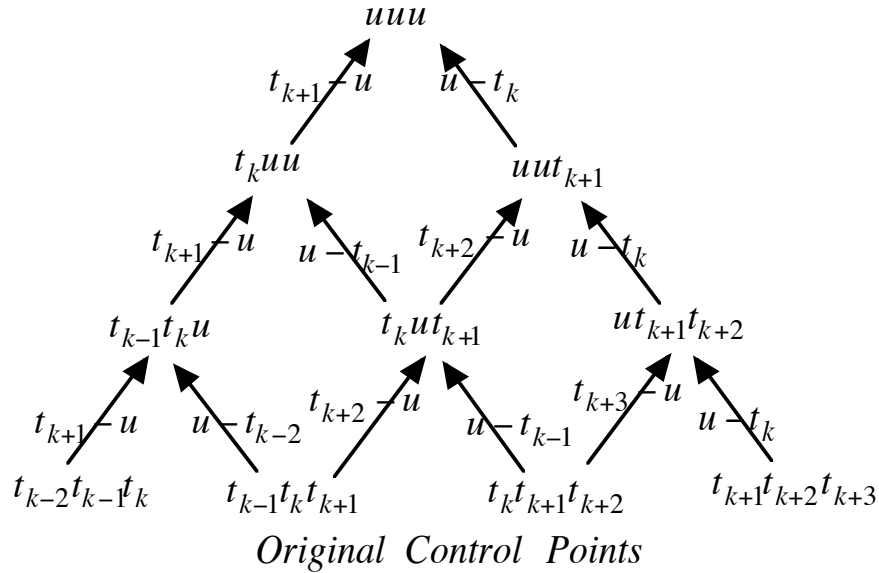 uuu
t_{k+1} – u u – t_k
t_k uu uut_{k+1}
t_{k+1} – u u – t_{k–1} t_{k+2} – u u – t_k
t_{k–1}t_k u t_k ut_{k+1} ut_{k+1}t_{k+2}
t_{k+1} – u u – t_{k–2} t_{k+2} – u u – t_{k–1} t_{k+3} – u u – t_k
t_{k–2}t_{k–1}t_k t_{k–1}t_k t_{k+1} t_k t_{k+1}t_{k+2} t_{k+1}t_{k+2}t_{k+3}
Original Control Points